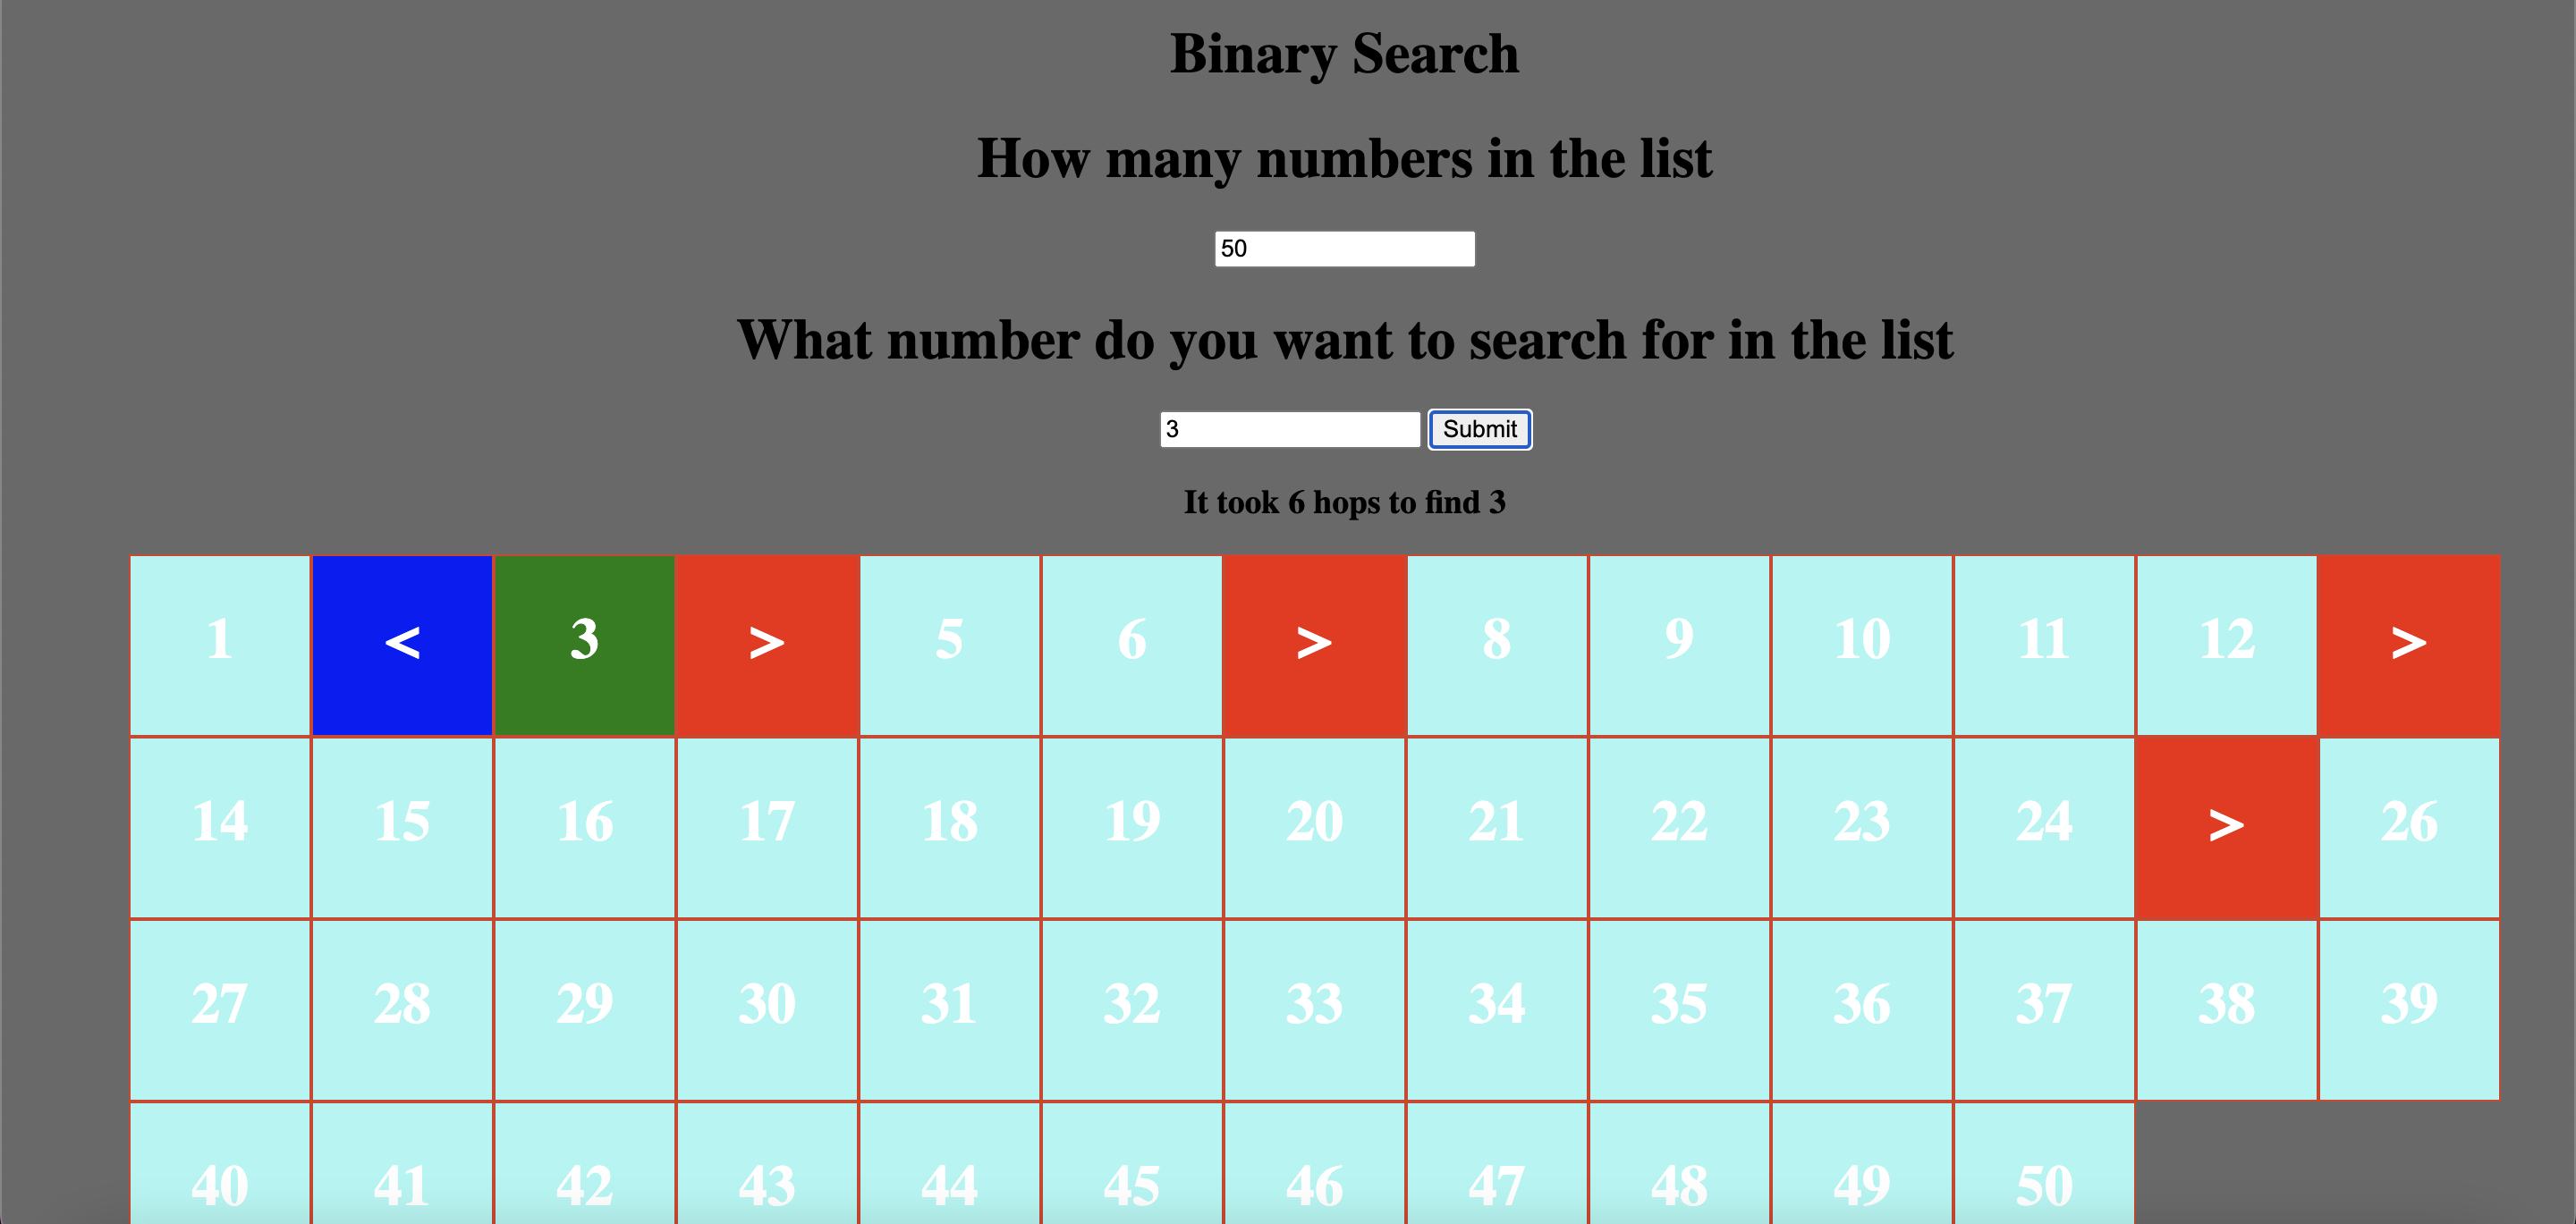 Binary Search
How many numbers in the list
50
What number do you want to search for in the list
3 Submit
It took 6 hops to find 3
1 < 3 > 5 6 > 8 9 10 11 12 >
14 15 16 17 18 19 20 21 22 23 24 > 26
27 28 29 30 31 32 33 34 35 36 37 38 39
40 41 42 43 44 45 46 47 48 49 50